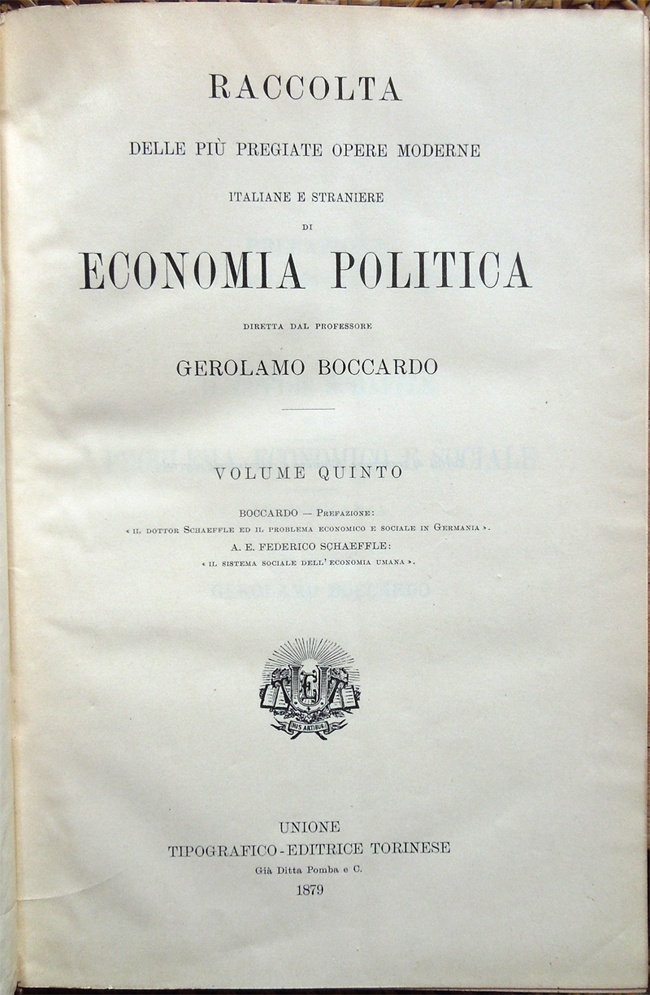 RACCOLTA
DELLE PIÙ PREGIATE OPERE MODERNE
ITALIANE E STRANIERE
DI
ECONOMIA POLITICA
DIRETTA DAL PROFESSORE
GEROLAMO BOCCARDO
VOLUME QUINTO
BOCCARDO — PREFAZIONE:
« IL DOTTOR SCHAEFFLE ED IL PROBLEMA ECONOMICO E SOCIALE IN GERMANIA ».
A. E. FEDERICO SCHAEFFLE:
« IL SISTEMA SOCIALE DELL'ECONOMIA UMANA ».
HIS ARTIBUS
UNIONE
TIPOGRAFICO-EDITRICE TORINESE
Già Ditta Pomba e C.
1879